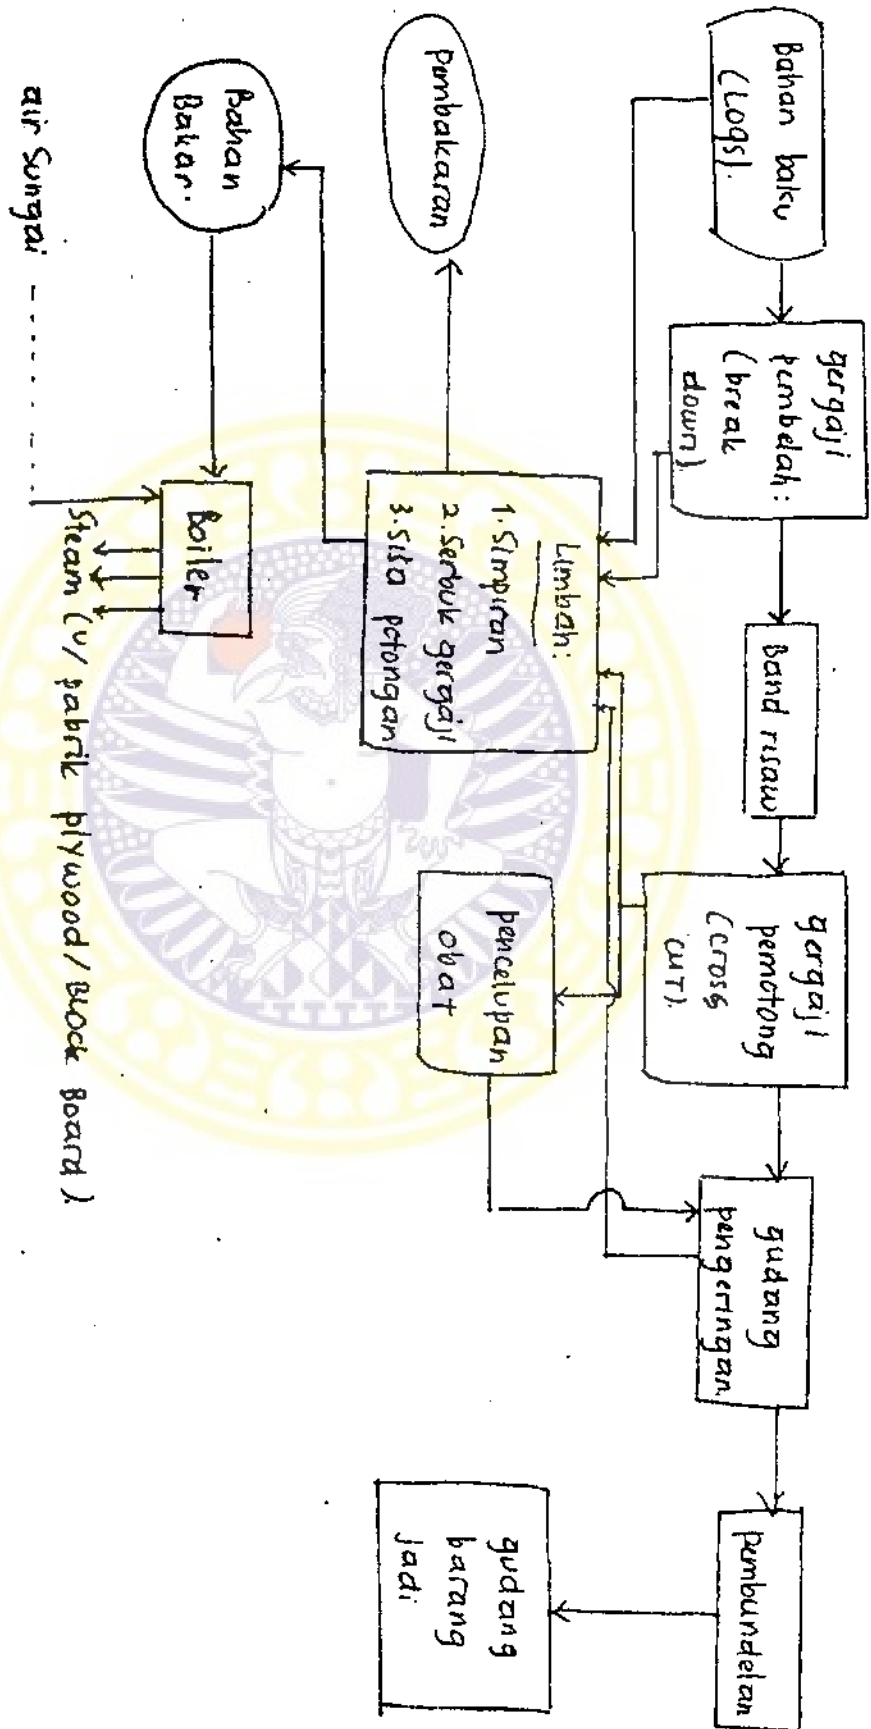 Bahan baku
(Logs).
gergaji
pembelah:
(break
down).
Band risaw
gergaji
pemotong
(cross
cut).
gudang
pengeringan
pembundelan
Pembakaran
Limbah:
1. Simpiran
2. Serbuk gergaji
3. Sisa potongan
pencelupan
obat
gudang
barang
jadi
Bahan
Bakar.
Boiler
air Sungai
Steam (u/ pabrik plywood/Block Board).